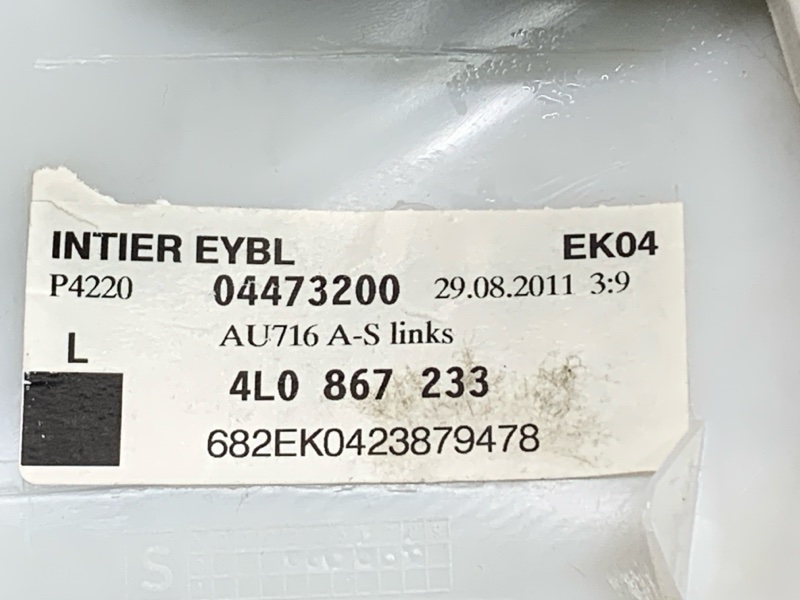 INTIER EYBL EK04
P4220 04473200 29.08.2011 3:9
AU716 A-S links
L
4L0 867 233
682EK0423879478
S